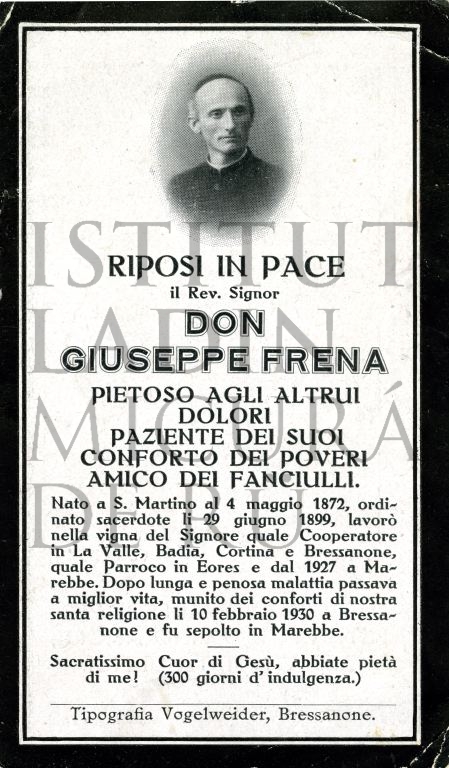 RIPOSI IN PACE
il Rev. Signor
DON
GIUSEPPE FRENA
PIETOSO AGLI ALTRUI
DOLORI
PAZIENTE DEI SUOI
CONFORTO DEI POVERI
AMICO DEI FANCIULLI.
Nato a S. Martino al 4 maggio 1872, ordi-
nato sacerdote li 29 giugno 1899, lavorò
nella vigna del Signore quale Cooperatore
in La Valle, Badia, Cortina e Bressanone,
quale Parroco in Eores e dal 1927 a Ma-
rebbe. Dopo lunga e penosa malattia passava
a miglior vita, munito dei conforti di nostra
santa religione li 10 febbraio 1930 a Bressa-
none e fu sepolto in Marebbe.
Sacratissimo Cuor di Gesù, abbiate pietà
di me! (300 giorni d'indulgenza.)
Tipografia Vogelweider, Bressanone.
ISTITUT
LADIN
MICURÁ
DE RÜ